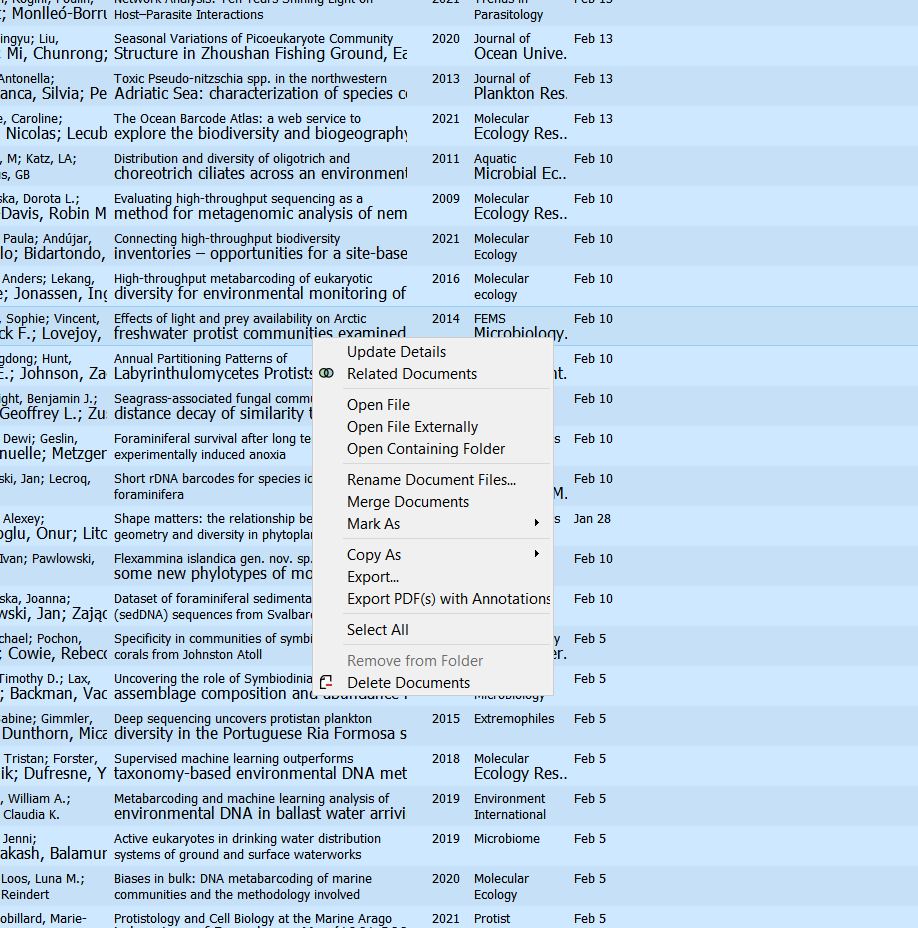 Network Analysis: Ten Years Shining Light on 2021 Trends in Feb 13
; Monlleó-Borru Host–Parasite Interactions Parasitology
ingyu; Liu, Seasonal Variations of Picoeukaryote Community 2020 Journal of Feb 13
Mi, Chunrong; Structure in Zhoushan Fishing Ground, Ea Ocean Unive.
Antonella; Toxic Pseudo-nitzschia spp. in the northwestern 2013 Journal of Feb 13
anca, Silvia; Pe Adriatic Sea: characterization of species co Plankton Res.
e, Caroline; The Ocean Barcode Atlas: a web service to 2021 Molecular Feb 13
Nicolas; Lecub explore the biodiversity and biogeography Ecology Res..
, M; Katz, LA; Distribution and diversity of oligotrich and 2011 Aquatic Feb 10
s, GB choreotrich ciliates across an environment Microbial Ec..
ska, Dorota L.; Evaluating high-throughput sequencing as a 2009 Molecular Feb 10
-Davis, Robin M method for metagenomic analysis of nem Ecology Res..
Paula; Andújar, Connecting high-throughput biodiversity 2021 Molecular Feb 10
lo; Bidartondo, inventories – opportunities for a site-base Ecology
Anders; Lekang, High-throughput metabarcoding of eukaryotic 2016 Molecular Feb 10
e; Jonassen, Ing diversity for environmental monitoring of ecology
, Sophie; Vincent, Effects of light and prey availability on Arctic 2014 FEMS Feb 10
ck F.; Lovejoy, freshwater protist communities examined Microbiology.
gdong; Hunt, Annual Partitioning Patterns of Feb 10
E.; Johnson, Za Labyrinthulomycetes Protists nt.
ight, Benjamin J.; Seagrass-associated fungal commu Feb 10
Geoffrey L.; Zu distance decay of similarity t
Dewi; Geslin, Foraminiferal survival after long te s Feb 10
nuelle; Metzger experimentally induced anoxia
ski, Jan; Lecroq, Short rDNA barcodes for species id Feb 10
foraminifera M.
Alexey; Shape matters: the relationship be s Jan 28
oglu, Onur; Litc geometry and diversity in phytoplan
Ivan; Pawlowski, Flexammina islandica gen. nov. sp. Feb 10
some new phylotypes of mo
ska, Joanna; Dataset of foraminiferal sedimenta Feb 10
wski, Jan; Zając (sedDNA) sequences from Svalbard
chael; Pochon, Specificity in communities of symbi y Feb 5
; Cowie, Rebecc corals from Johnston Atoll er.
Timothy D.; Lax, Uncovering the role of Symbiodinia Feb 5
; Backman, Vac assemblage composition and abundance Microbiology
Sabine; Gimmler, Deep sequencing uncovers protistan plankton 2015 Extremophiles Feb 5
Dunthorn, Mica diversity in the Portuguese Ria Formosa s
Tristan; Forster, Supervised machine learning outperforms 2018 Molecular Feb 5
ik; Dufresne, Y taxonomy-based environmental DNA met Ecology Res..
, William A.; Metabarcoding and machine learning analysis of 2019 Environment Feb 5
Claudia K. environmental DNA in ballast water arrivi International
Jenni; Active eukaryotes in drinking water distribution 2019 Microbiome Feb 5
akash, Balamur systems of ground and surface waterworks
Loos, Luna M.; Biases in bulk: DNA metabarcoding of marine 2020 Molecular Feb 5
Reindert communities and the methodology involved Ecology
obillard, Marie- Protistology and Cell Biology at the Marine Arago 2021 Protist Feb 5
Update Details
Related Documents
Open File
Open File Externally
Open Containing Folder
Rename Document Files...
Merge Documents
Mark As
Copy As
Export...
Export PDF(s) with Annotations
Select All
Remove from Folder
Delete Documents